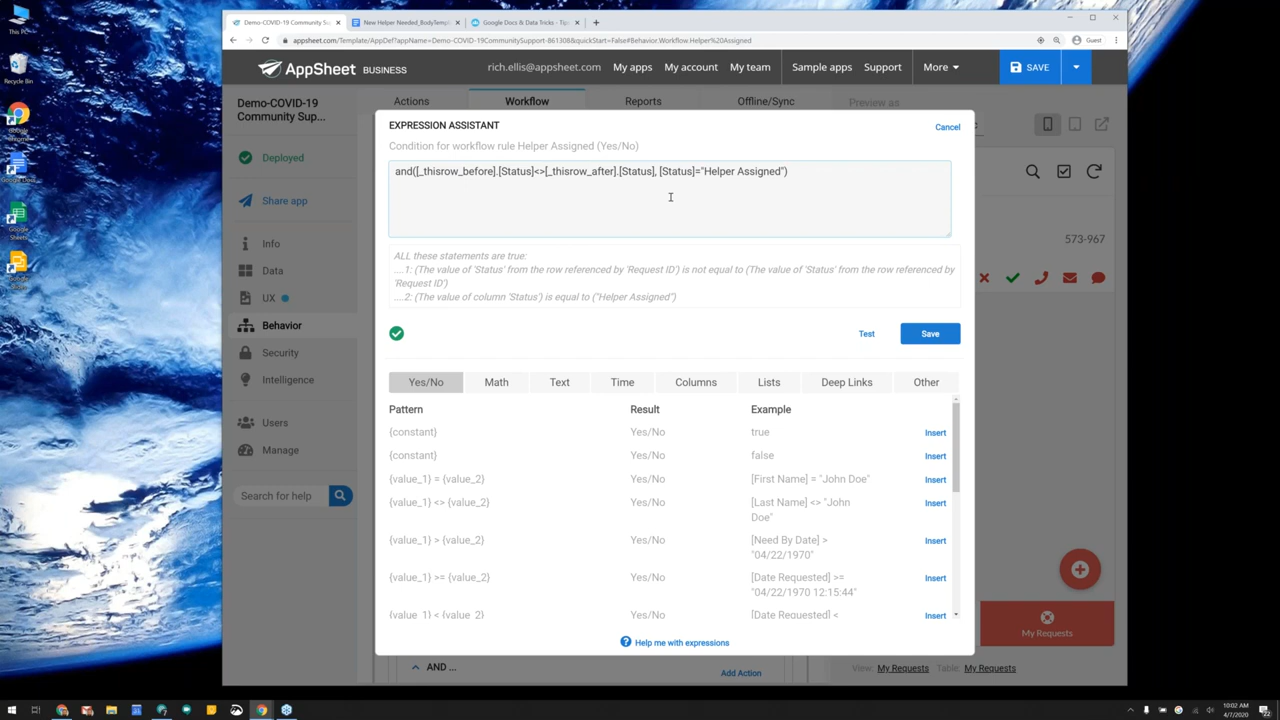 This PC
Recycle Bin
Google Chrome
Google Docs
Google Sheets
Demo-COVID-19 Community Su
New Helper Needed_BodyTempl
Google Docs & Data Tricks - Tip
appsheet.com/Template/AppDef?appName=Demo-COVID-19CommunitySupport-861308&quickStart=False#Behavior.Workflow.Helper%20Assigned
Guest
AppSheet BUSINESS
rich.ellis@appsheet.com
My apps
My account
My team
Sample apps
Support
More
SAVE
Demo-COVID-19
Community Sup...
Deployed
Share app
Info
Data
UX
Behavior
Security
Intelligence
Users
Manage
Search for help
Actions
Workflow
Reports
Offline/Sync
Preview as
EXPRESSION ASSISTANT
Cancel
Condition for workflow rule Helper Assigned (Yes/No)
and([_thisrow_before].[Status]<>[_thisrow_after].[Status], [Status]="Helper Assigned")
ALL these statements are true:
....1: (The value of 'Status' from the row referenced by 'Request ID') is not equal to (The value of 'Status' from the row referenced by
'Request ID')
....2: (The value of column 'Status') is equal to ("Helper Assigned")
Test
Save
Yes/No
Math
Text
Time
Columns
Lists
Deep Links
Other
Pattern Result Example
{constant} Yes/No true Insert
{constant} Yes/No false Insert
{value_1} = {value_2} Yes/No [First Name] = "John Doe" Insert
{value_1} <> {value_2} Yes/No [Last Name] <> "John Insert
Doe"
{value_1} > {value_2} Yes/No [Need By Date] > Insert
"04/22/1970"
{value_1} >= {value_2} Yes/No [Date Requested] >= Insert
"04/22/1970 12:15:44"
{value_1} < {value_2} Yes/No [Date Requested] < Insert
Help me with expressions
AND ...
Add Action
573-967
My Requests
View: My Requests Table: My Requests
10:02 AM
4/7/2020